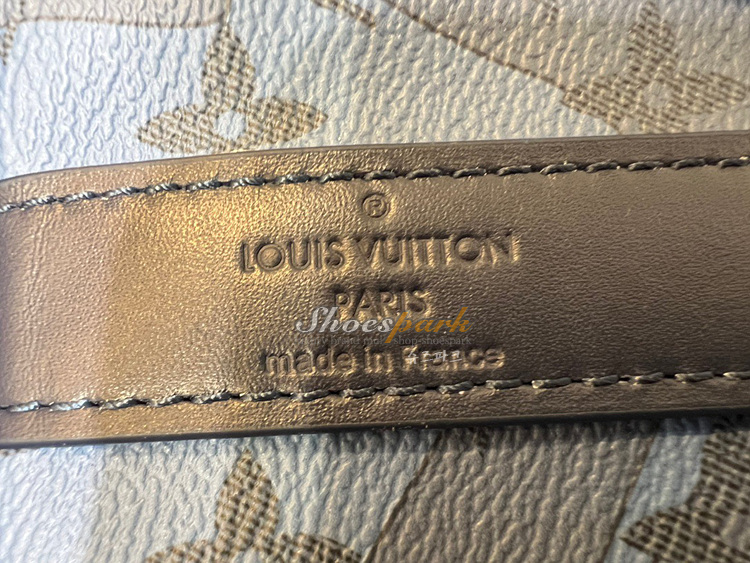 ®
LOUIS VUITTON
PARIS
Shoespark
made in France